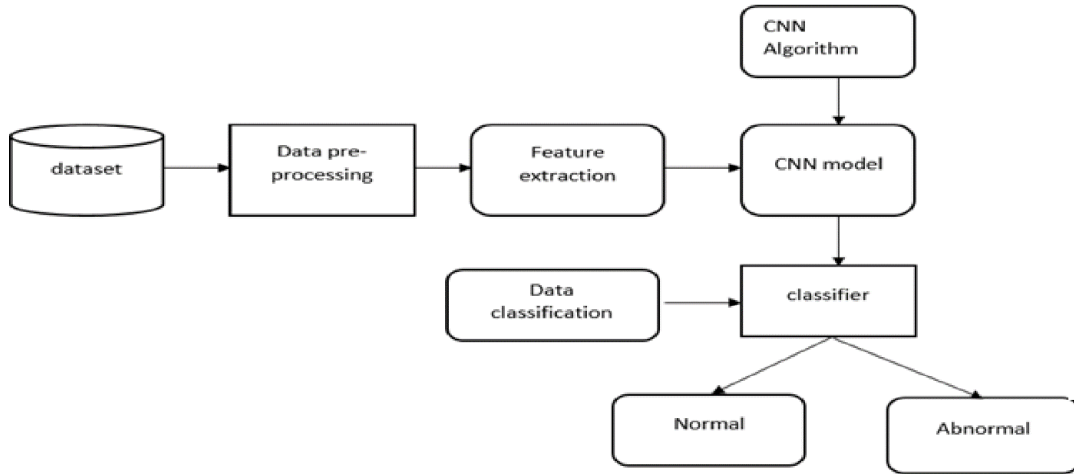 CNN
Algorithm
dataset
Data pre-
processing
Feature
extraction
CNN model
Data
classification
classifier
Normal
Abnormal